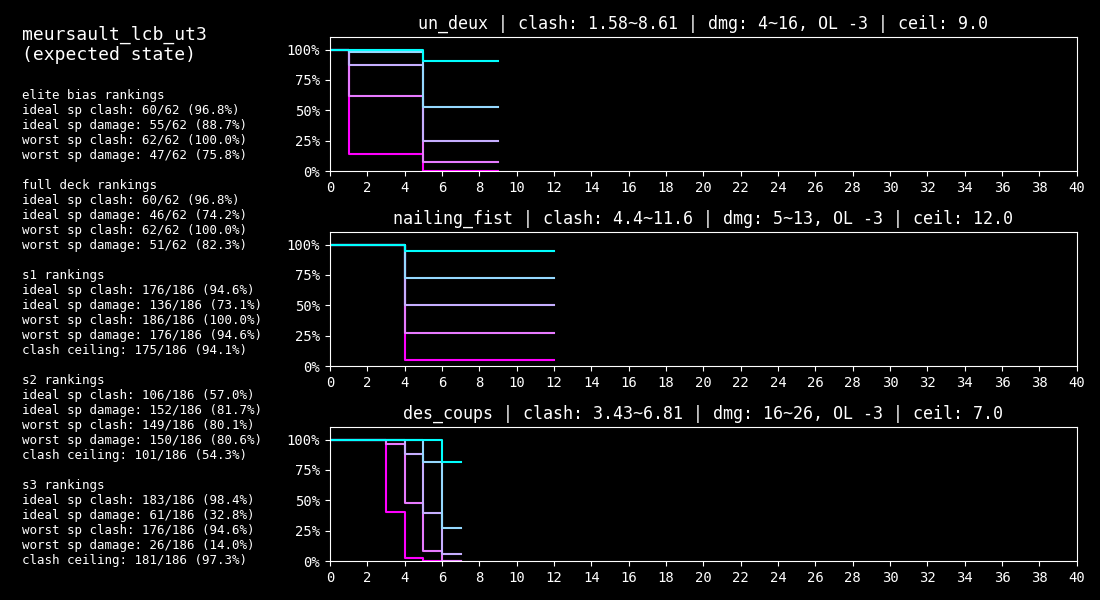 meursault_lcb_ut3
(expected state)
elite bias rankings
ideal sp clash: 60/62 (96.8%)
ideal sp damage: 55/62 (88.7%)
worst sp clash: 62/62 (100.0%)
worst sp damage: 47/62 (75.8%)
full deck rankings
ideal sp clash: 60/62 (96.8%)
ideal sp damage: 46/62 (74.2%)
worst sp clash: 62/62 (100.0%)
worst sp damage: 51/62 (82.3%)
s1 rankings
ideal sp clash: 176/186 (94.6%)
ideal sp damage: 136/186 (73.1%)
worst sp clash: 186/186 (100.0%)
worst sp damage: 176/186 (94.6%)
clash ceiling: 175/186 (94.1%)
s2 rankings
ideal sp clash: 106/186 (57.0%)
ideal sp damage: 152/186 (81.7%)
worst sp clash: 149/186 (80.1%)
worst sp damage: 150/186 (80.6%)
clash ceiling: 101/186 (54.3%)
s3 rankings
ideal sp clash: 183/186 (98.4%)
ideal sp damage: 61/186 (32.8%)
worst sp clash: 176/186 (94.6%)
worst sp damage: 26/186 (14.0%)
clash ceiling: 181/186 (97.3%)
un_deux | clash: 1.58~8.61 | dmg: 4~16, OL -3 | ceil: 9.0
100%
75%
50%
25%
0%
0 2 4 6 8 10 12 14 16 18 20 22 24 26 28 30 32 34 36 38 40
nailing_fist | clash: 4.4~11.6 | dmg: 5~13, OL -3 | ceil: 12.0
100%
75%
50%
25%
0%
0 2 4 6 8 10 12 14 16 18 20 22 24 26 28 30 32 34 36 38 40
des_coups | clash: 3.43~6.81 | dmg: 16~26, OL -3 | ceil: 7.0
100%
75%
50%
25%
0%
0 2 4 6 8 10 12 14 16 18 20 22 24 26 28 30 32 34 36 38 40